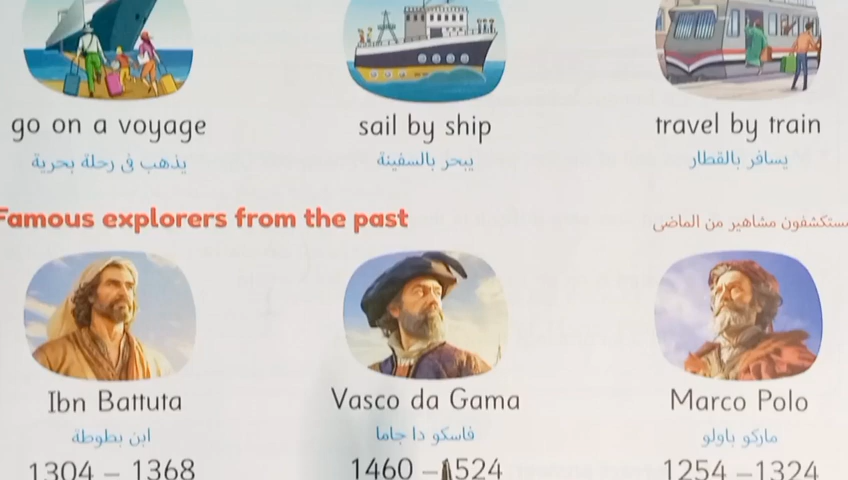 go on a voyage
sail by ship
travel by train
يذهب فى رحلة بحرية
يبحر بالسفينة
يسافر بالقطار
Famous explorers from the past
مستكشفون مشاهير من الماضى
Ibn Battuta
Vasco da Gama
Marco Polo
ابن بطوطة
فاسكو دا جاما
ماركو باولو
1304 – 1368
1460 – 1524
1254 – 1324